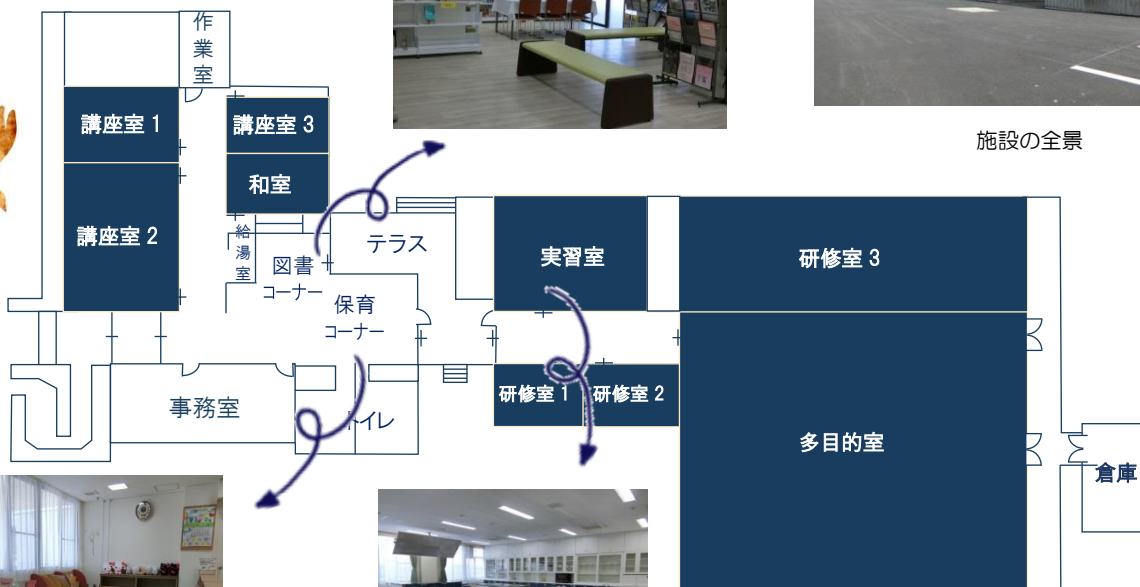 作
業
室
施設の全景
講座室 1
講座室 3
和室
講座室 2
給
湯
室
テラス
図書
コーナー
保育
コーナー
実習室
研修室 3
研修室 1
研修室 2
事務室
トイレ
多目的室
倉庫